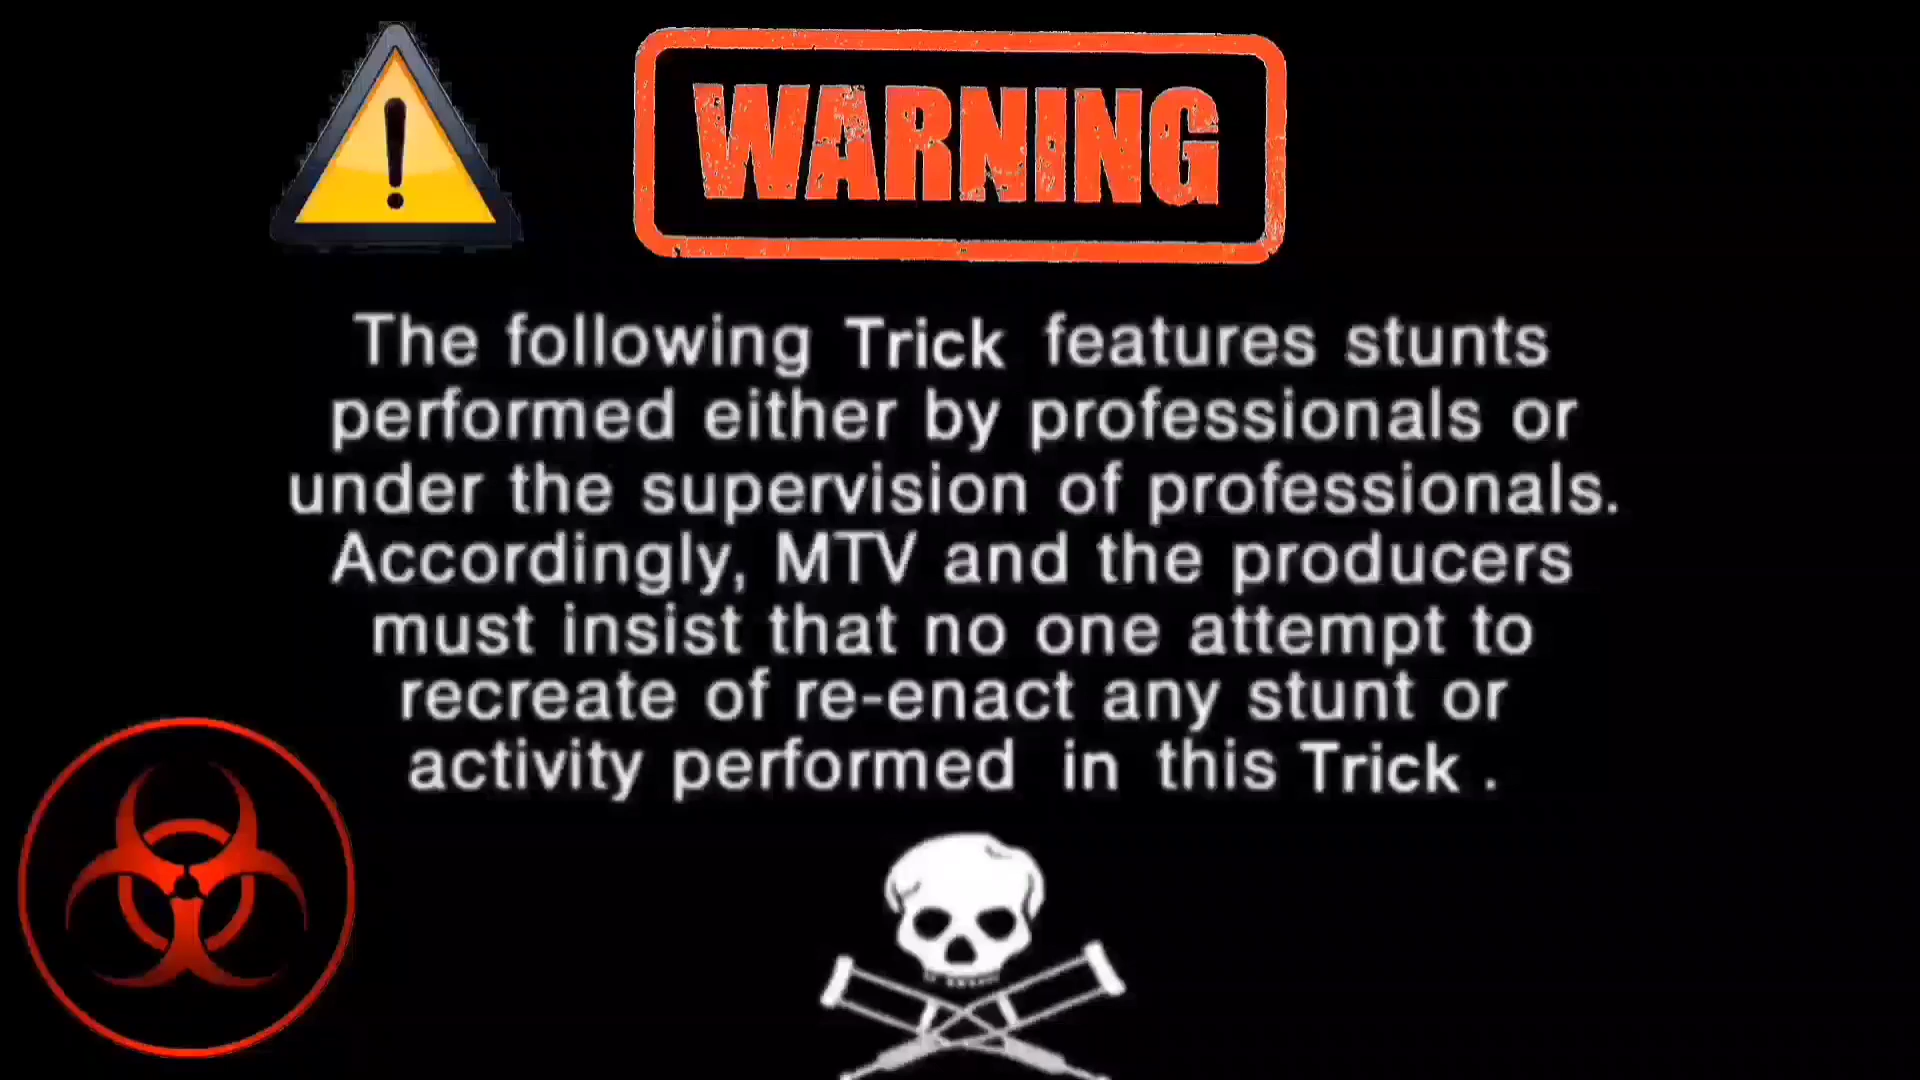 WARNING
The following Trick features stunts
performed either by professionals or
under the supervision of professionals.
Accordingly, MTV and the producers
must insist that no one attempt to
recreate of re-enact any stunt or
activity performed in this Trick .